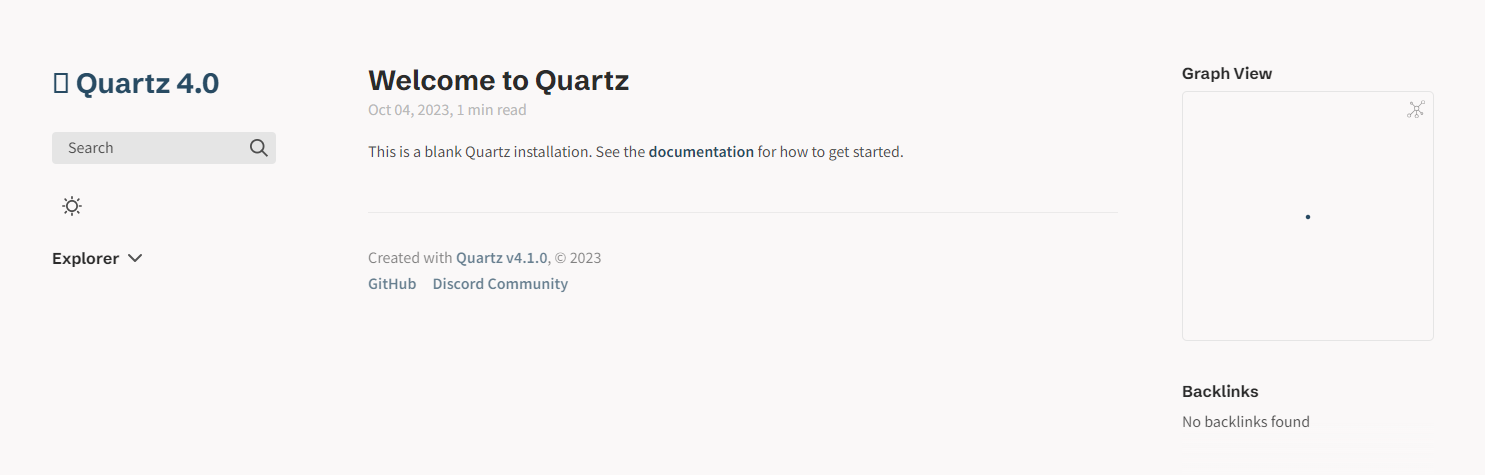 Quartz 4.0
Search
Explorer
Welcome to Quartz
Oct 04, 2023, 1 min read
This is a blank Quartz installation. See the documentation for how to get started.
Created with Quartz v4.1.0, © 2023
GitHub Discord Community
Graph View
Backlinks
No backlinks found